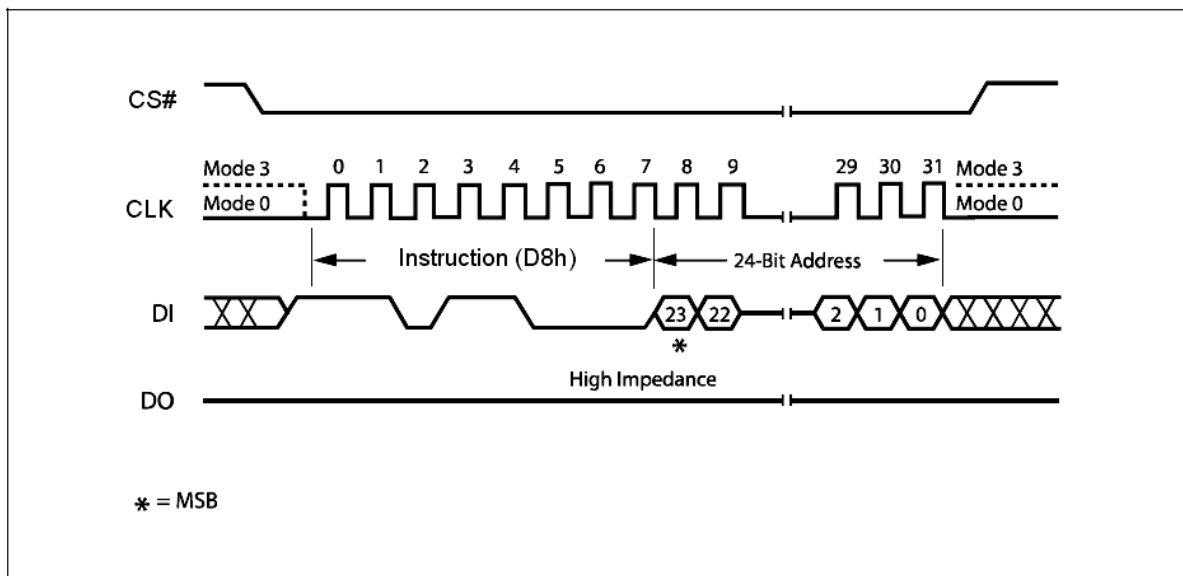 CS#
Mode 3 0 1 2 3 4 5 6 7 8 9 29 30 31 Mode 3
CLK Mode 0 Mode 0
Instruction (D8h) 24-Bit Address
DI 23 22 2 1 0
*
High Impedance
DO
* = MSB